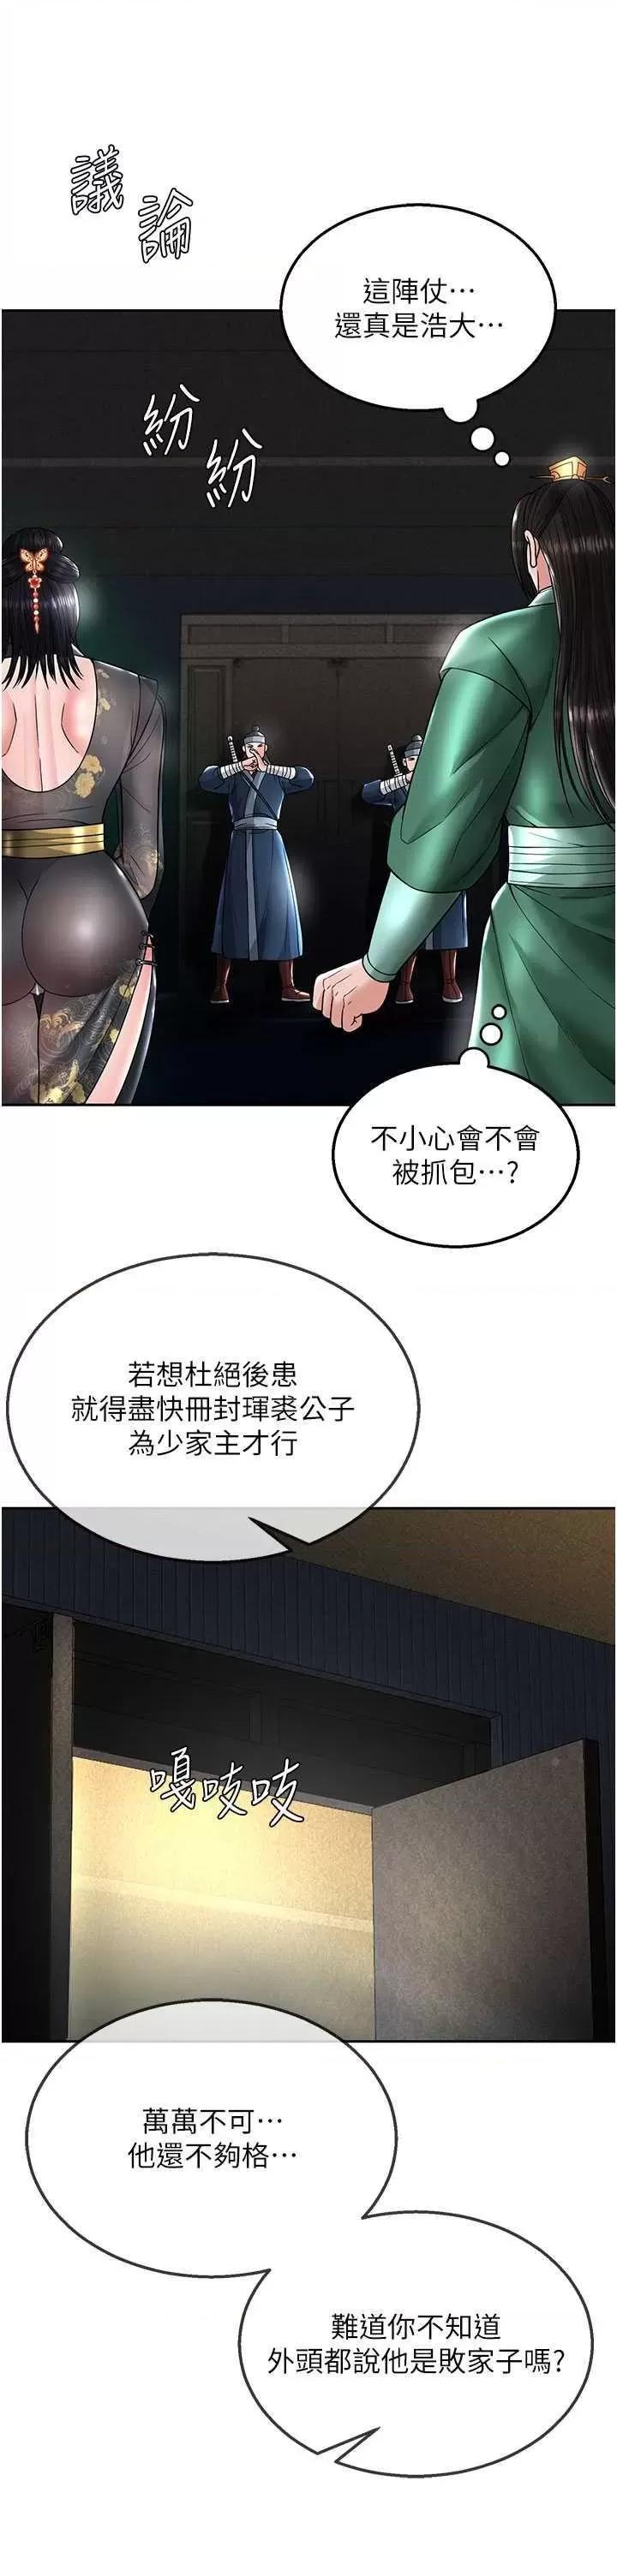 議論
這陣仗…
還真是浩大…
紛紛
不小心會不會
被抓包…?
若想杜絕後患
就得盡快冊封琿裘公子
為少家主才行
嘎吱吱
萬萬不可…
他還不夠格…
難道你不知道
外頭都說他是敗家子嗎?